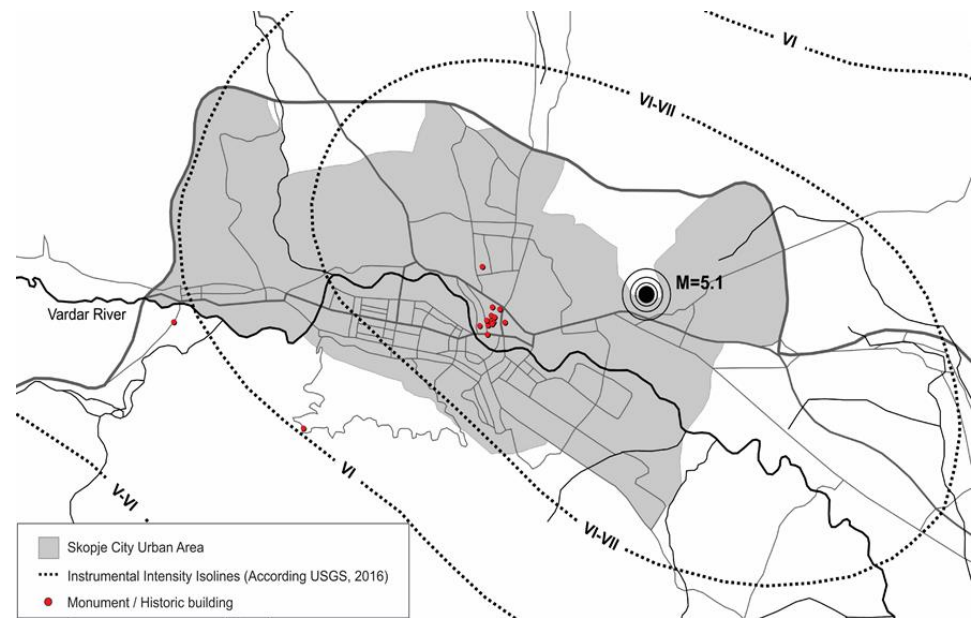 VI
VI-VII
M=5.1
Vardar River
VI
V-VI
VI-VII
Skopje City Urban Area
Instrumental Intensity Isolines (According USGS, 2016)
Monument / Historic building